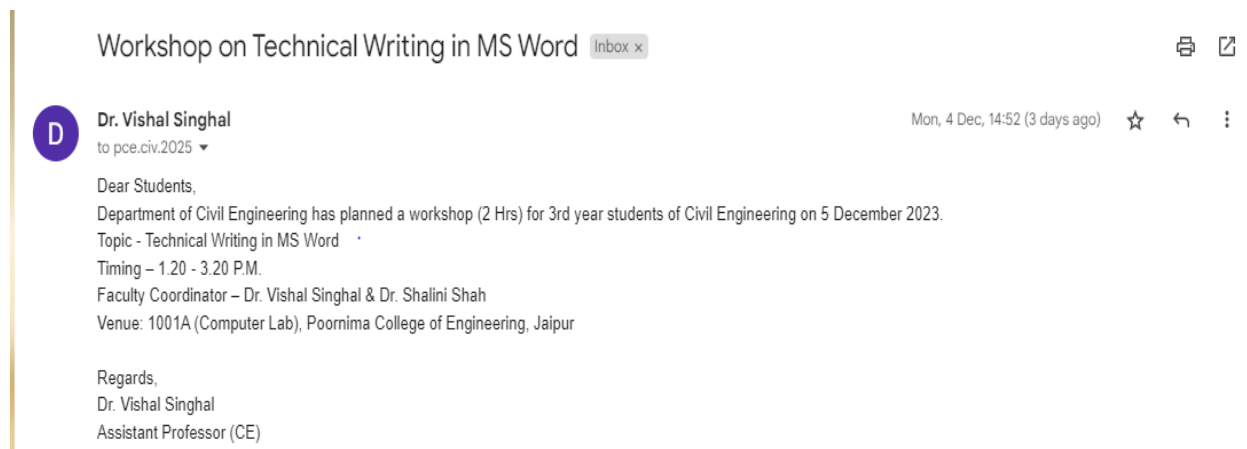 Workshop on Technical Writing in MS Word Inbox ×
D
Dr. Vishal Singhal Mon, 4 Dec, 14:52 (3 days ago)
to pce.civ.2025
Dear Students,
Department of Civil Engineering has planned a workshop (2 Hrs) for 3rd year students of Civil Engineering on 5 December 2023.
Topic - Technical Writing in MS Word
Timing – 1.20 - 3.20 P.M.
Faculty Coordinator – Dr. Vishal Singhal & Dr. Shalini Shah
Venue: 1001A (Computer Lab), Poornima College of Engineering, Jaipur
Regards,
Dr. Vishal Singhal
Assistant Professor (CE)